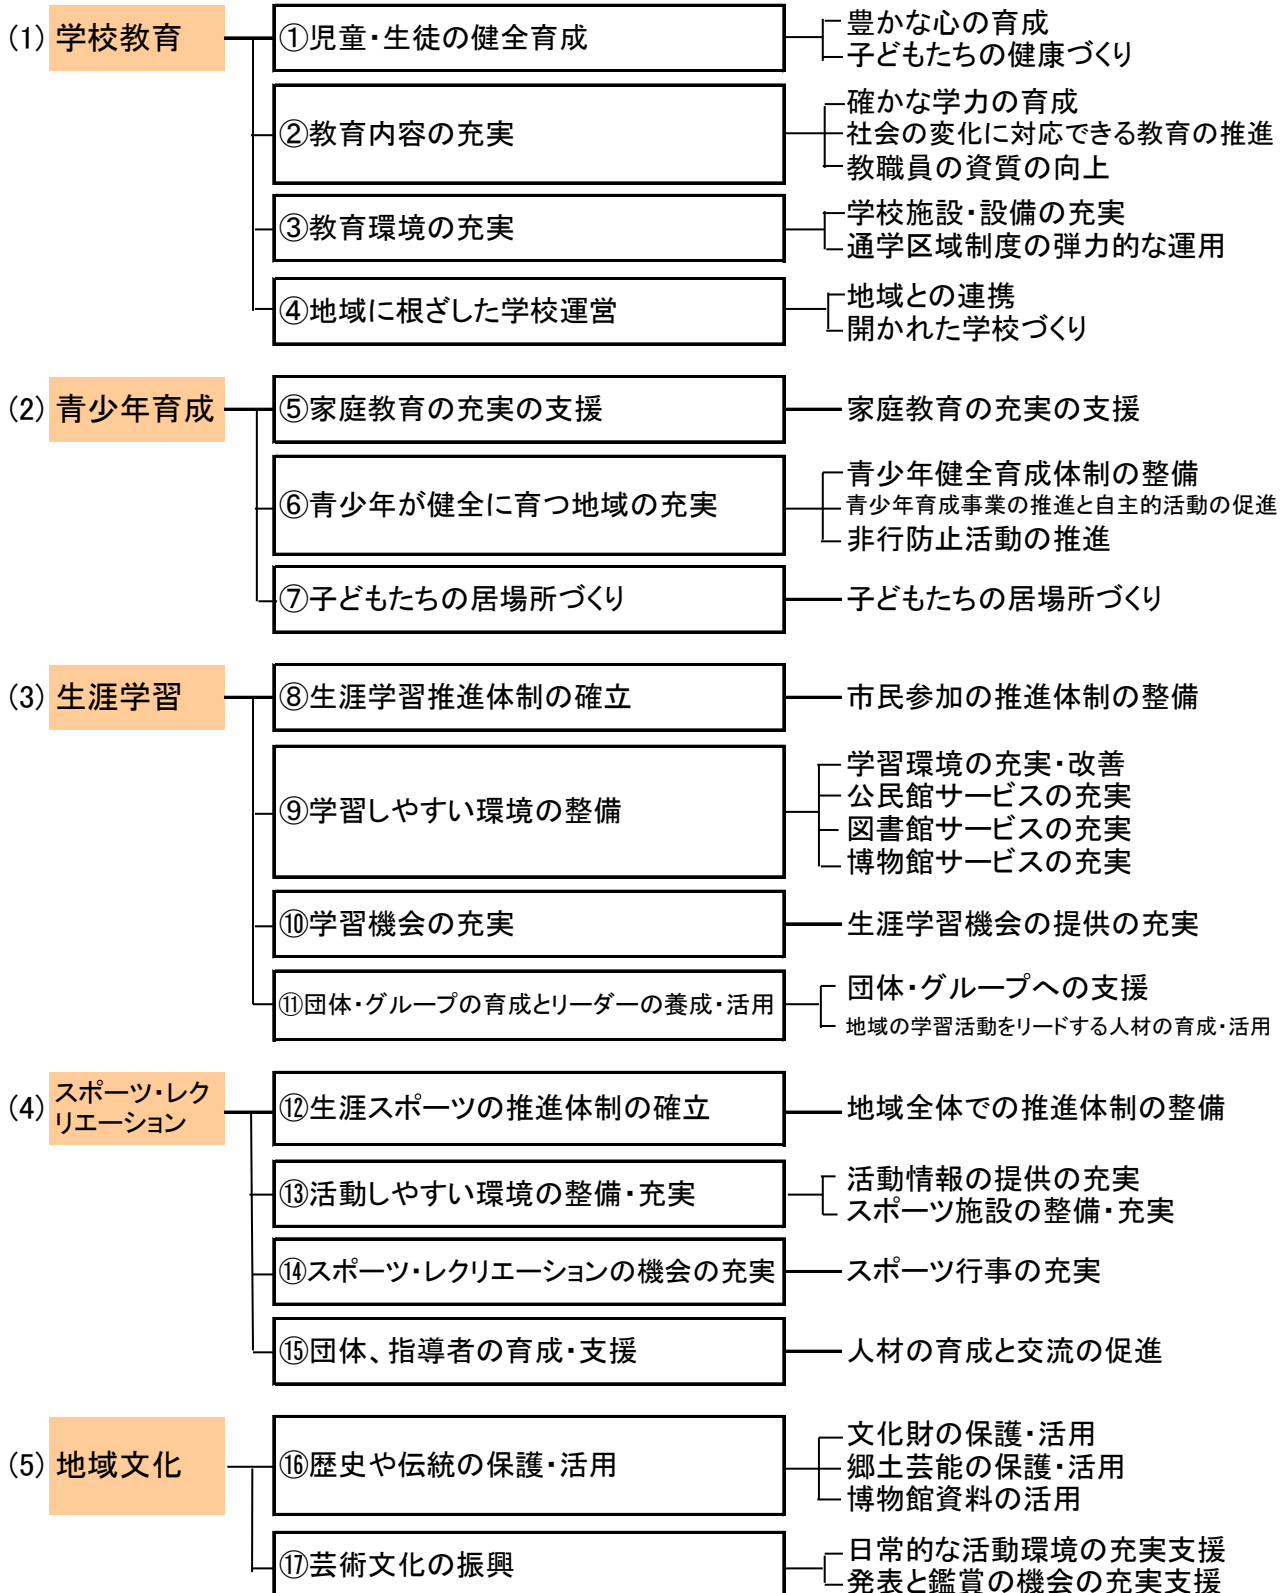 (1) 学校教育
①児童・生徒の健全育成
豊かな心の育成
子どもたちの健康づくり
②教育内容の充実
確かな学力の育成
社会の変化に対応できる教育の推進
教職員の資質の向上
③教育環境の充実
学校施設・設備の充実
通学区域制度の弾力的な運用
④地域に根ざした学校運営
地域との連携
開かれた学校づくり
(2) 青少年育成
⑤家庭教育の充実の支援
家庭教育の充実の支援
⑥青少年が健全に育つ地域の充実
青少年健全育成体制の整備
青少年育成事業の推進と自主的活動の促進
非行防止活動の推進
⑦子どもたちの居場所づくり
子どもたちの居場所づくり
(3) 生涯学習
⑧生涯学習推進体制の確立
市民参加の推進体制の整備
⑨学習しやすい環境の整備
学習環境の充実・改善
公民館サービスの充実
図書館サービスの充実
博物館サービスの充実
⑩学習機会の充実
生涯学習機会の提供の充実
⑪団体・グループの育成とリーダーの養成・活用
団体・グループへの支援
地域の学習活動をリードする人材の育成・活用
(4) スポーツ・レク
リエーション
⑫生涯スポーツの推進体制の確立
地域全体での推進体制の整備
⑬活動しやすい環境の整備・充実
活動情報の提供の充実
スポーツ施設の整備・充実
⑭スポーツ・レクリエーションの機会の充実
スポーツ行事の充実
⑮団体、指導者の育成・支援
人材の育成と交流の促進
(5) 地域文化
⑯歴史や伝統の保護・活用
文化財の保護・活用
郷土芸能の保護・活用
博物館資料の活用
⑰芸術文化の振興
日常的な活動環境の充実支援
発表と鑑賞の機会の充実支援